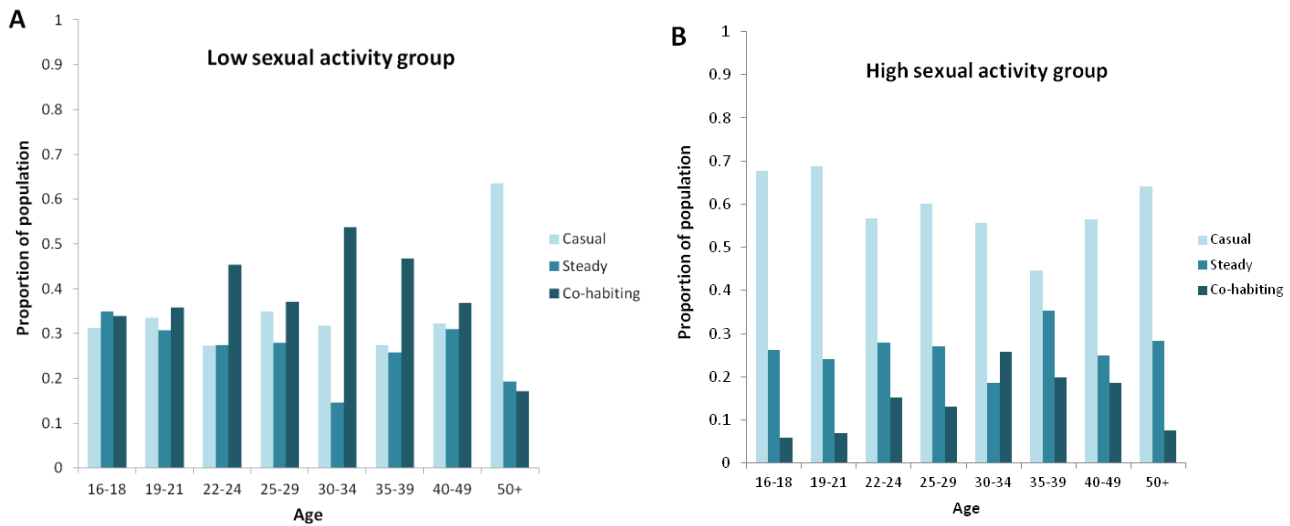 A
Low sexual activity group
1
0.9
0.8
0.7
0.6
0.5
0.4
0.3
0.2
0.1
0
Proportion of population
16-18 19-21 22-24 25-29 30-34 35-39 40-49 50+
Age
Casual
Steady
Co-habiting
B
High sexual activity group
1
0.9
0.8
0.7
0.6
0.5
0.4
0.3
0.2
0.1
0
Proportion of population
16-18 19-21 22-24 25-29 30-34 35-39 40-49 50+
Age
Casual
Steady
Co-habiting